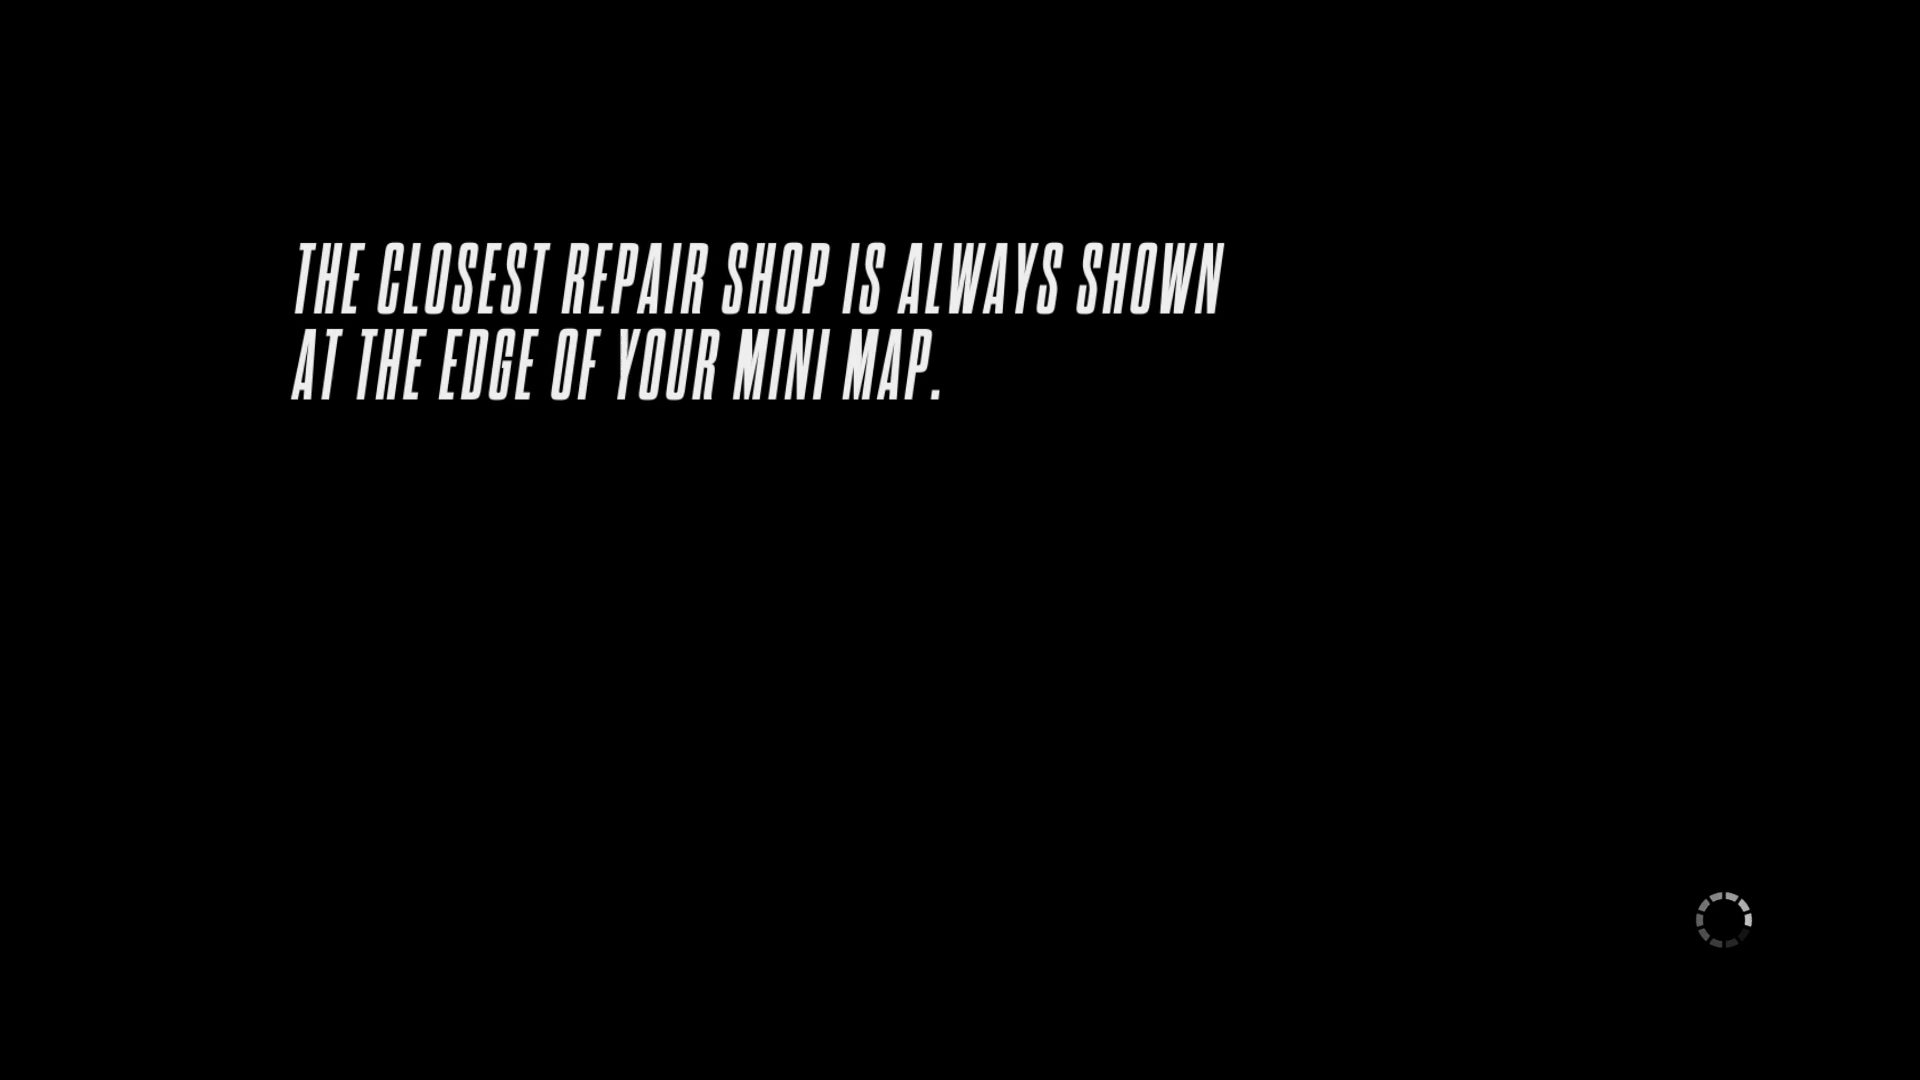 THE CLOSEST REPAIR SHOP IS ALWAYS SHOWN
AT THE EDGE OF YOUR MINI MAP.